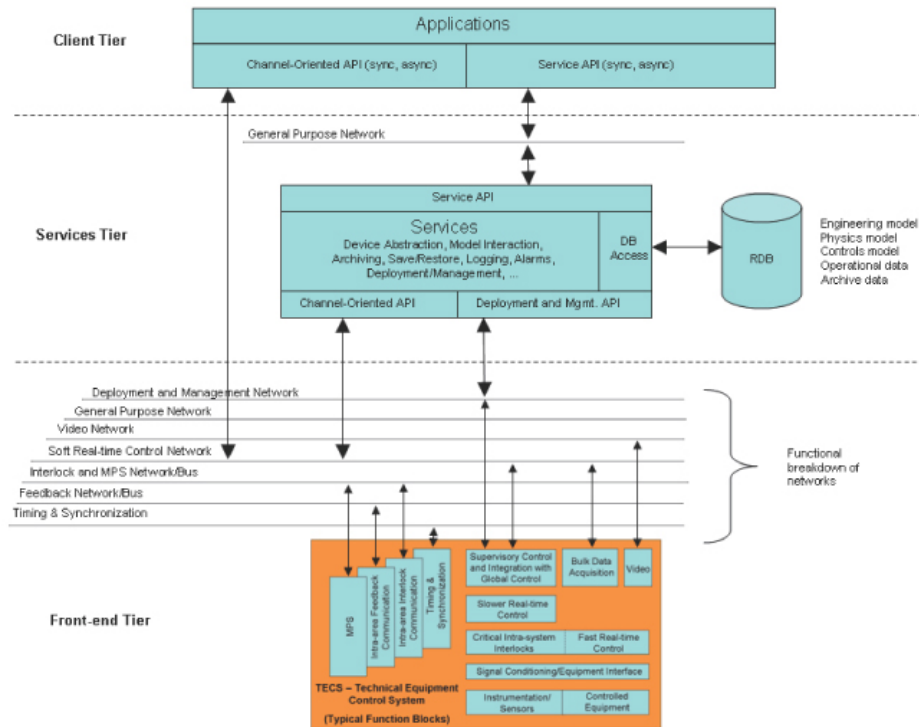 Client Tier
Applications
Channel-Oriented API (sync, async)
Service API (sync, async)
General Purpose Network
Services Tier
Service API
Services
Device Abstraction, Model Interaction,
Archiving, Save/Restore, Logging, Alarms,
Deployment/Management, ...
DB
Access
Channel-Oriented API
Deployment and Mgmt. API
RDB
Engineering model
Physics model
Controls model
Operational data
Archive data
Deployment and Management Network
General Purpose Network
Video Network
Soft Real-time Control Network
Interlock and MPS Network/Bus
Feedback Network/Bus
Timing & Synchronization
Functional
breakdown of
networks
Front-end Tier
MPS
Intra-area Feedback
Communication
Intra-area Interlock
Communication
Timing &
Synchronization
Supervisory Control
and Integration with
Global Control
Bulk Data
Acquisition
Video
Slower Real-time
Control
Critical Intra-system
Interlocks
Fast Real-time
Control
Signal Conditioning/Equipment Interface
Instrumentation/
Sensors
Controlled
Equipment
TECS – Technical Equipment
Control System
(Typical Function Blocks)